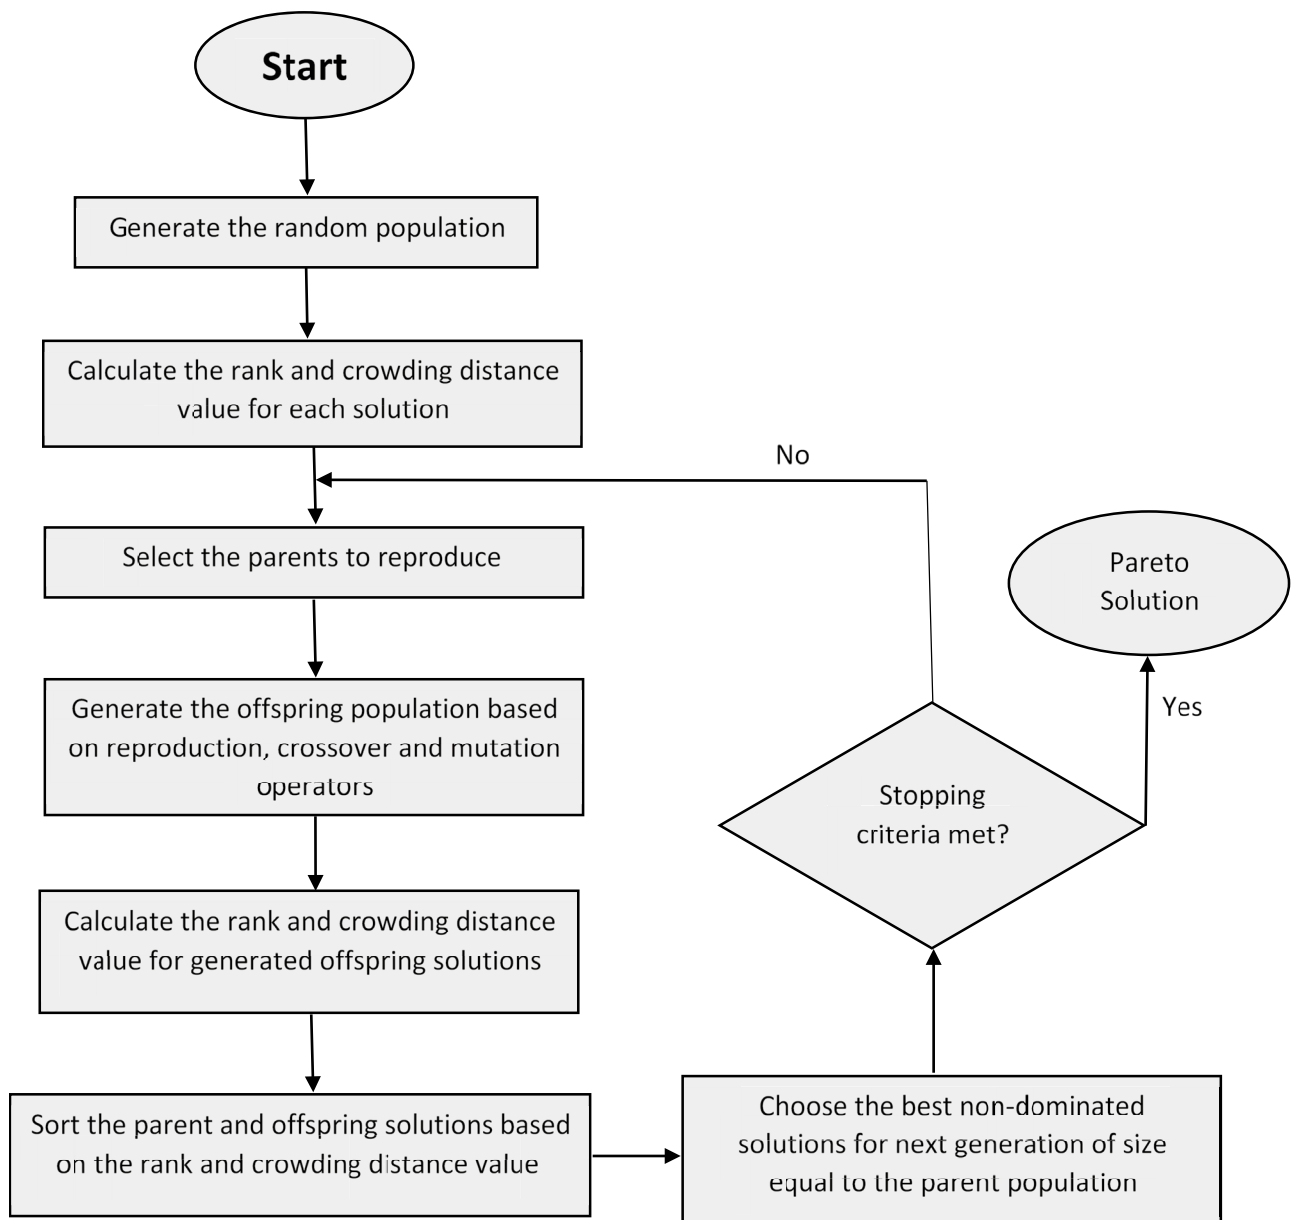 Start
Generate the random population
Calculate the rank and crowding distance
value for each solution
No
Select the parents to reproduce
Pareto
Solution
Generate the offspring population based
on reproduction, crossover and mutation
operators
Yes
Stopping
criteria met?
Calculate the rank and crowding distance
value for generated offspring solutions
Sort the parent and offspring solutions based
on the rank and crowding distance value
Choose the best non-dominated
solutions for next generation of size
equal to the parent population